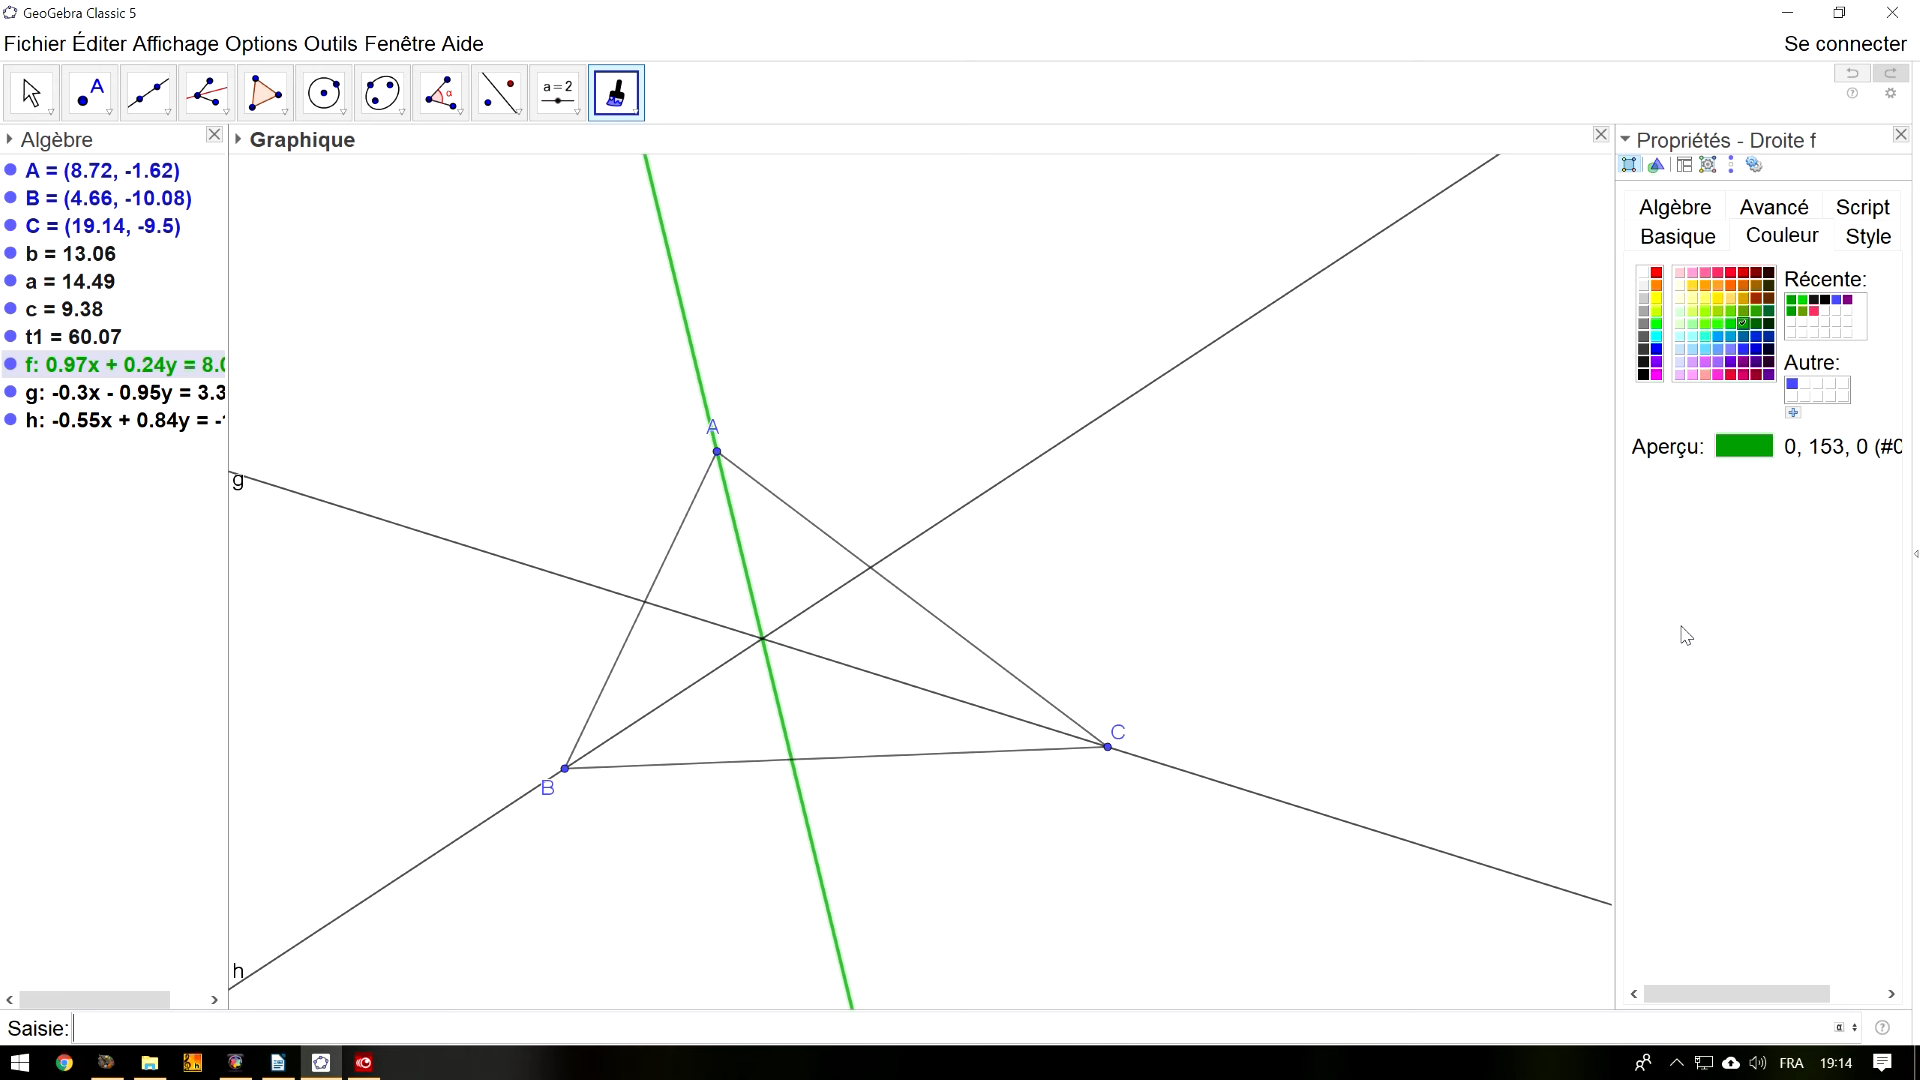 GeoGebra Classic 5
Fichier Éditer Affichage Options Outils Fenêtre Aide
Se connecter
A
α
a = 2
Algèbre
Graphique
Propriétés - Droite f
A = (8.72, -1.62)
B = (4.66, -10.08)
C = (19.14, -9.5)
b = 13.06
a = 14.49
c = 9.38
t1 = 60.07
f: 0.97x + 0.24y = 8.0
g: -0.3x - 0.95y = 3.3
h: -0.55x + 0.84y = -
Algèbre Avancé Script
Basique Couleur Style
Récente:
Autre:
Aperçu: 0, 153, 0 (#0
A
g
C
B
h
Saisie:
α
FRA 19:14